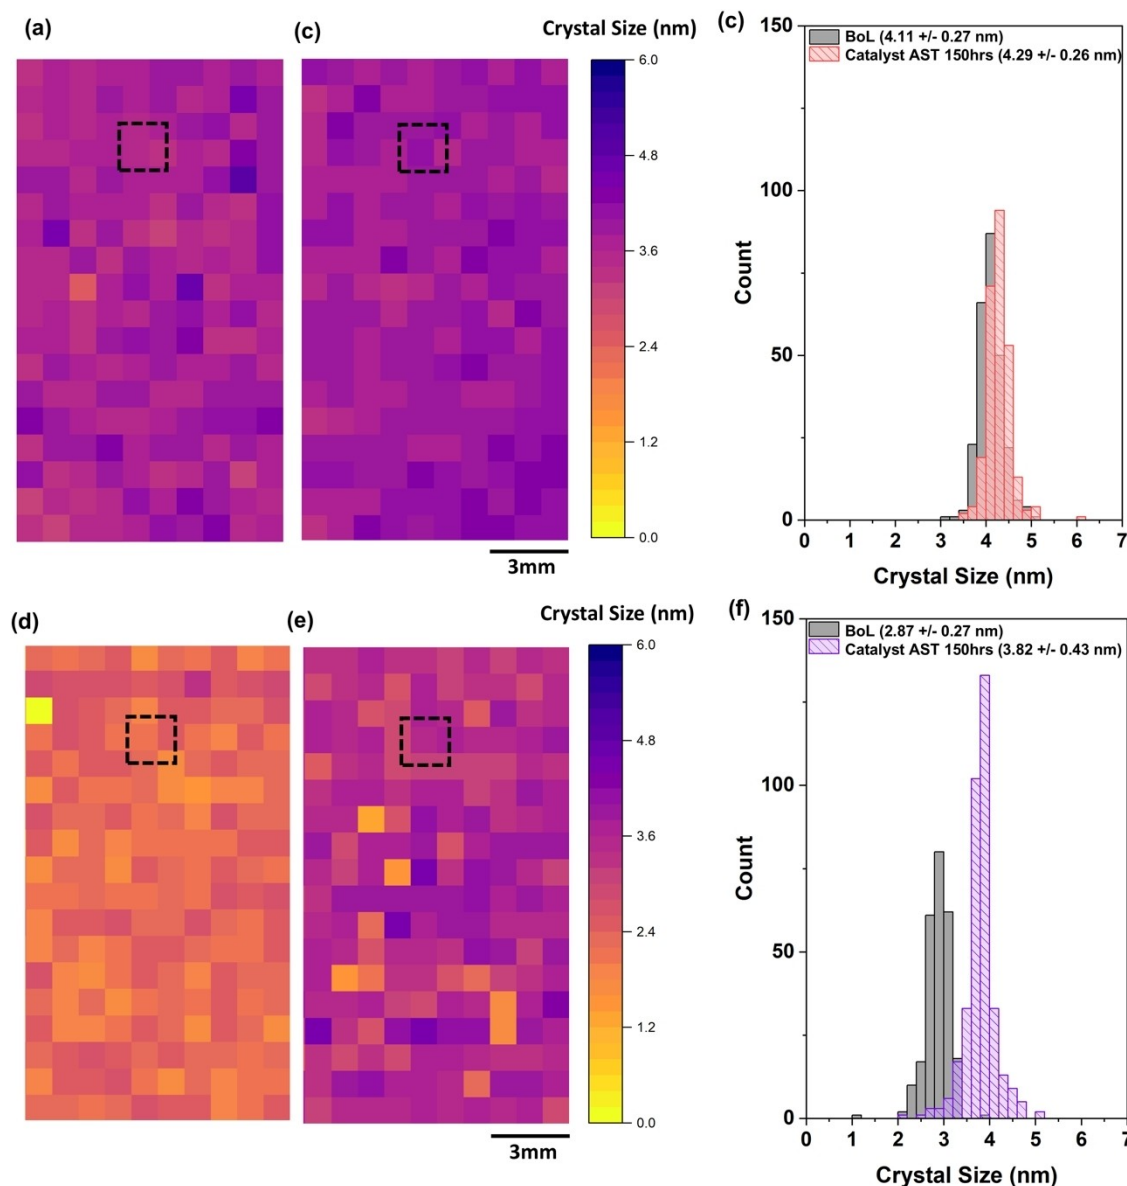 (a)
(c)
Crystal Size (nm)
6.0
4.8
3.6
2.4
1.2
0.0
3mm
(c)
150
100
50
0
Count
BoL (4.11 +/- 0.27 nm)
Catalyst AST 150hrs (4.29 +/- 0.26 nm)
0 1 2 3 4 5 6 7
Crystal Size (nm)
(d)
(e)
Crystal Size (nm)
6.0
4.8
3.6
2.4
1.2
0.0
3mm
(f)
150
100
50
0
Count
BoL (2.87 +/- 0.27 nm)
Catalyst AST 150hrs (3.82 +/- 0.43 nm)
0 1 2 3 4 5 6 7
Crystal Size (nm)